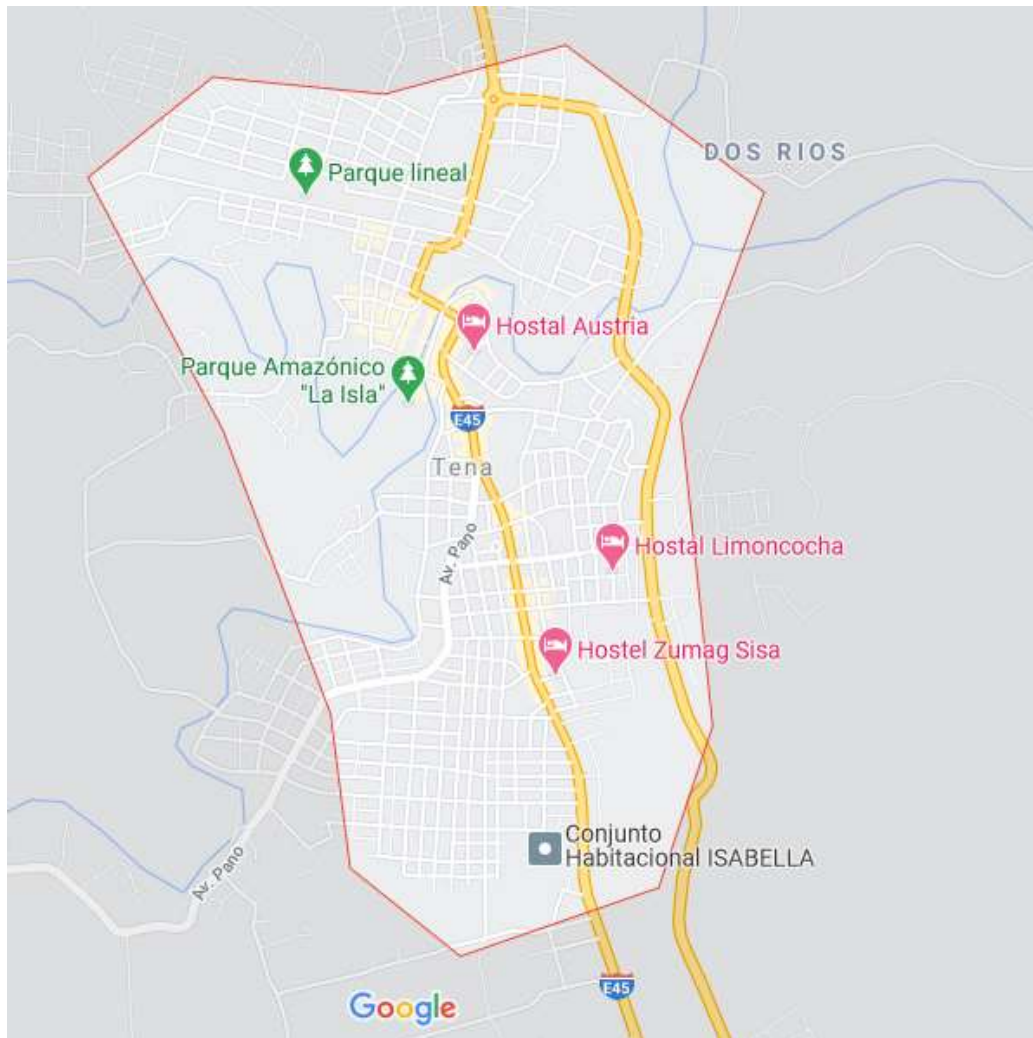 DOS RIOS
Parque lineal
Hostal Austria
Parque Amazónico
"La Isla"
E45
Tena
Av. Pano
Hostal Limoncocha
Hostel Zumag Sisa
Conjunto
Habitacional ISABELLA
Av. Pano
E45
Google